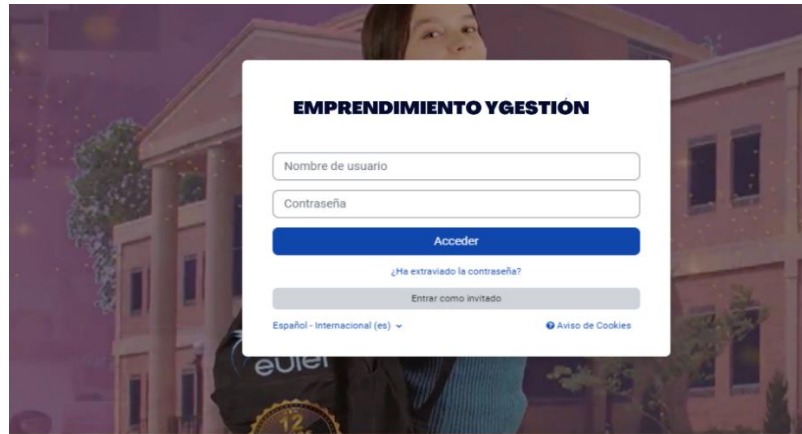 EMPRENDIMIENTO YGESTIÓN
Nombre de usuario
Contraseña
Acceder
¿Ha extraviado la contraseña?
Entrar como invitado
Español - Internacional (es)
Aviso de Cookies
euler
12